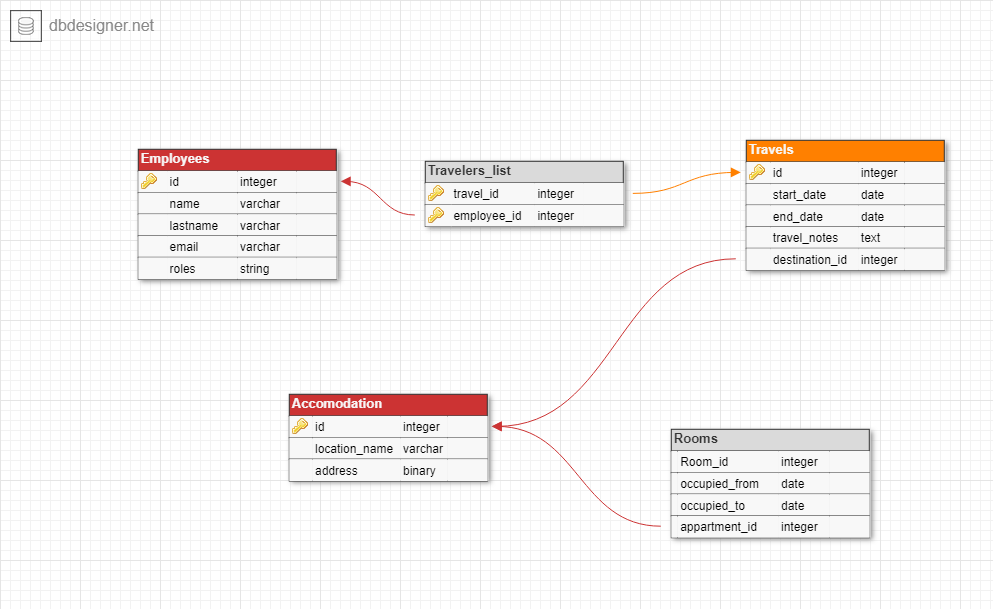 dbdesigner.net
Employees
id integer
name varchar
lastname varchar
email varchar
roles string
Travelers_list
travel_id integer
employee_id integer
Travels
id integer
start_date date
end_date date
travel_notes text
destination_id integer
Accomodation
id integer
location_name varchar
address binary
Rooms
Room_id integer
occupied_from date
occupied_to date
appartment_id integer